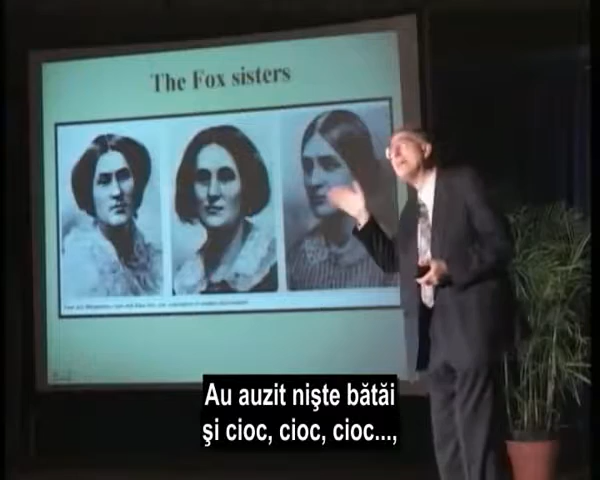 The Fox sisters
Au auzit nişte bătăi
şi cioc, cioc, cioc...,